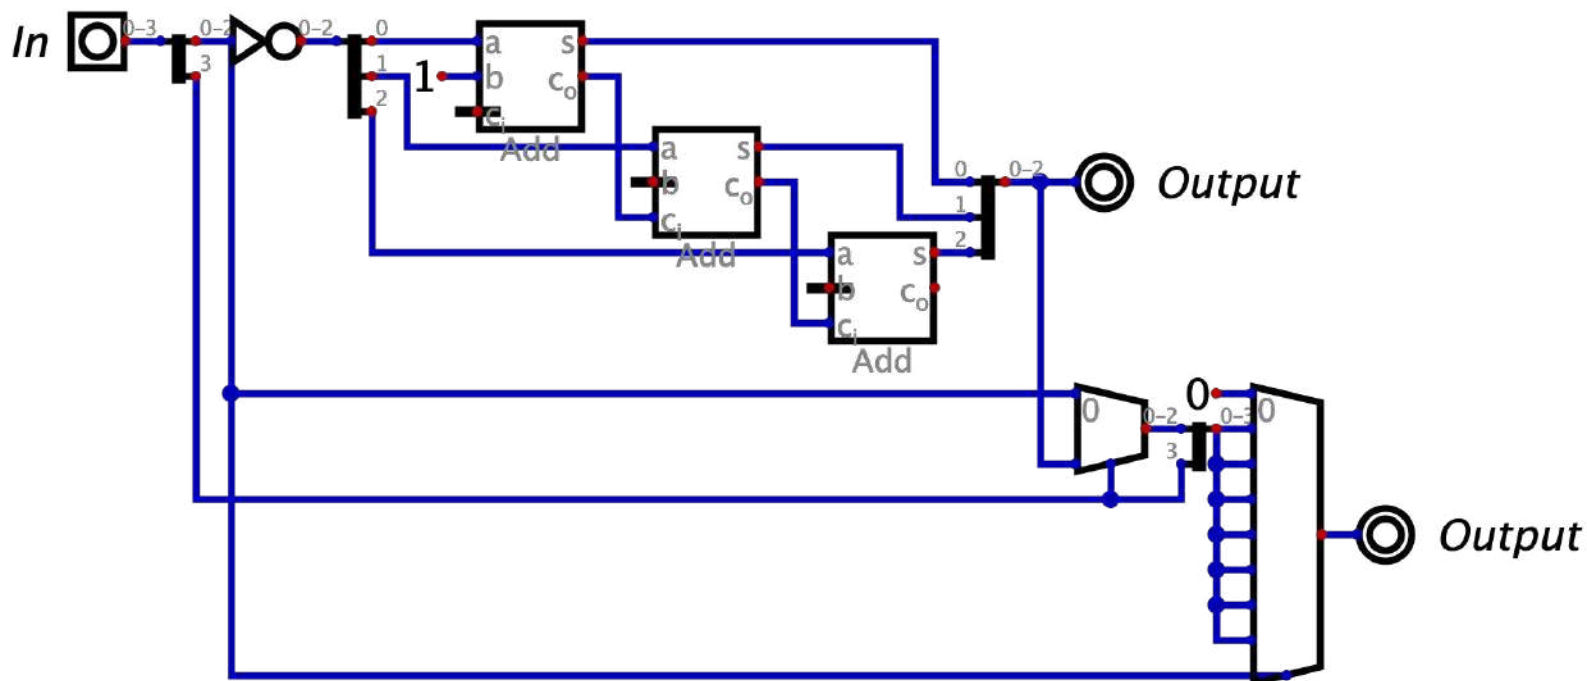 In 0-3 0-2 0-2 0 a s
3 1 1 b co
2 ci
Add a s 0 0-2 Output
b co 1
ci 2
Add a s
b co
ci
Add
0 0
0 0-2 0-3
3
Output